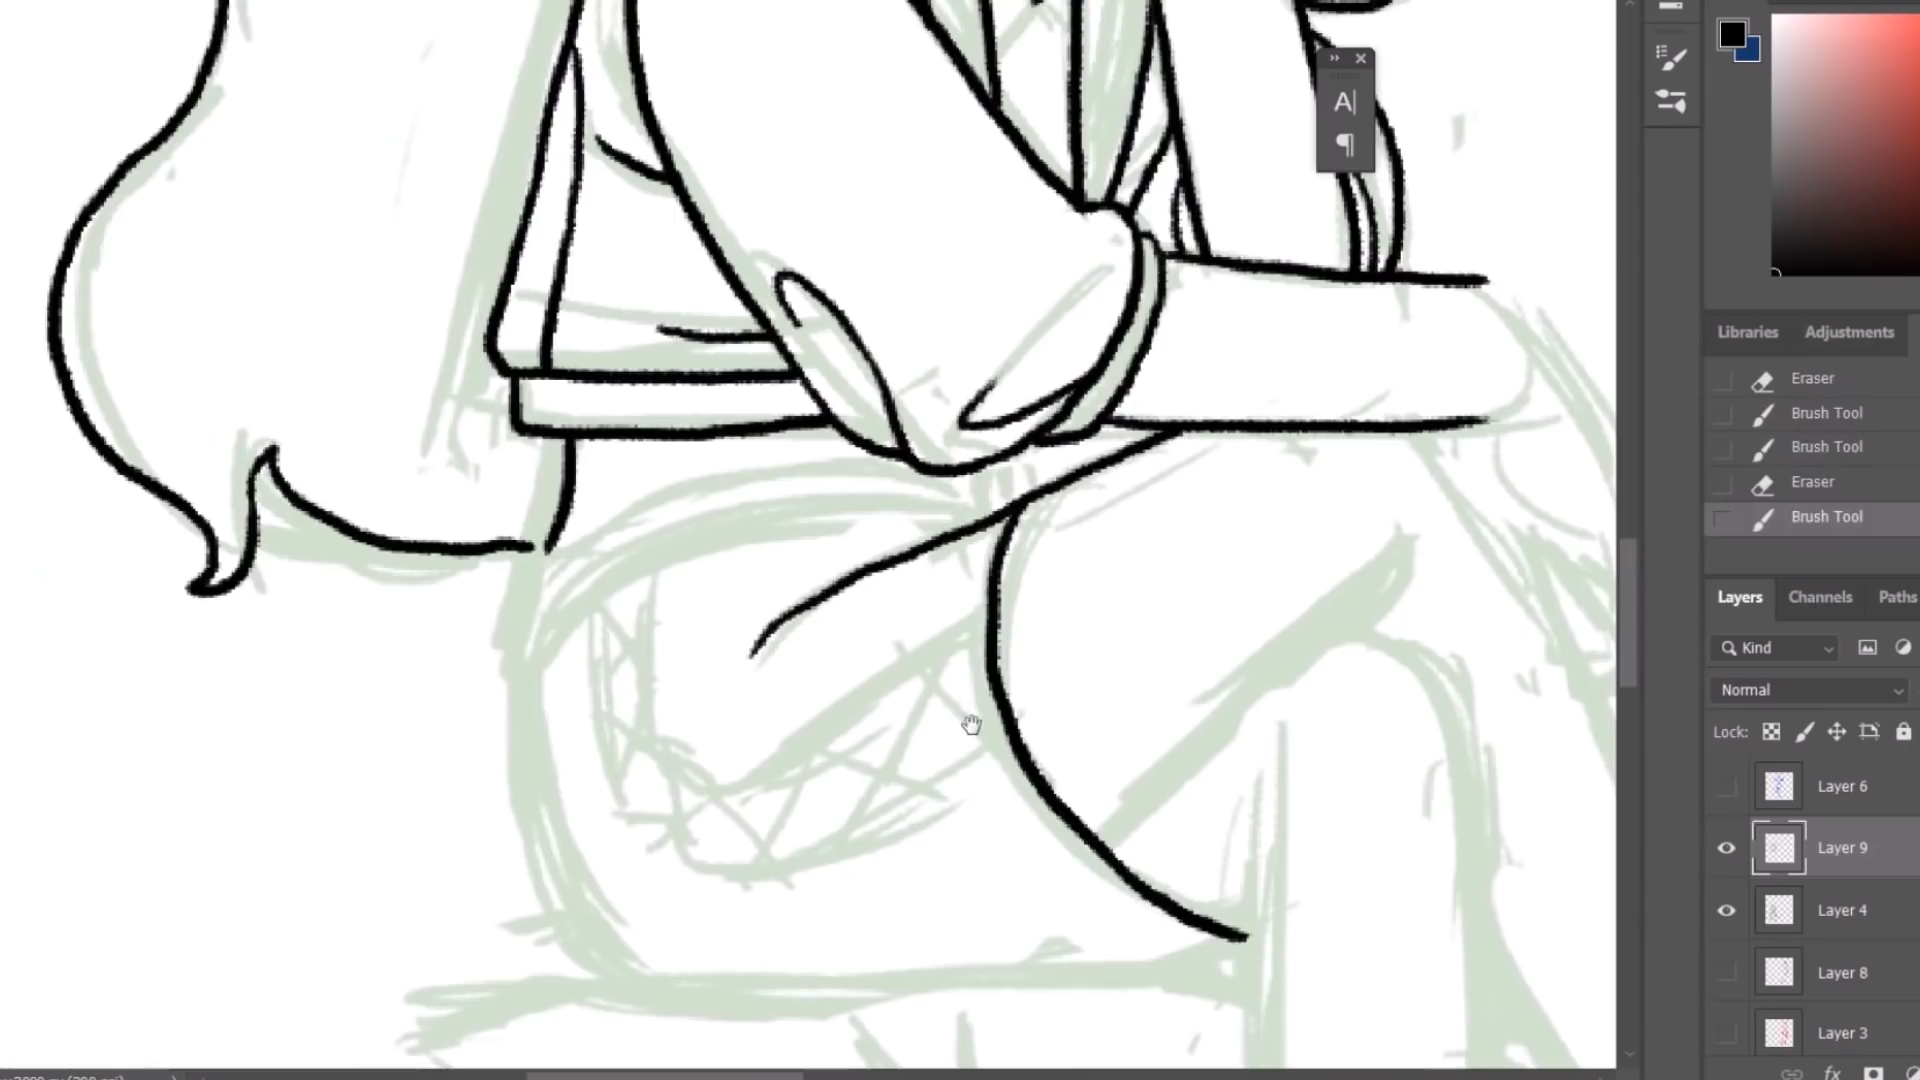 A|
¶
Libraries
Adjustments
Eraser
Brush Tool
Brush Tool
Eraser
Brush Tool
Layers
Channels
Paths
Kind
Normal
Lock:
Layer 6
Layer 9
Layer 4
Layer 8
Layer 3
fx